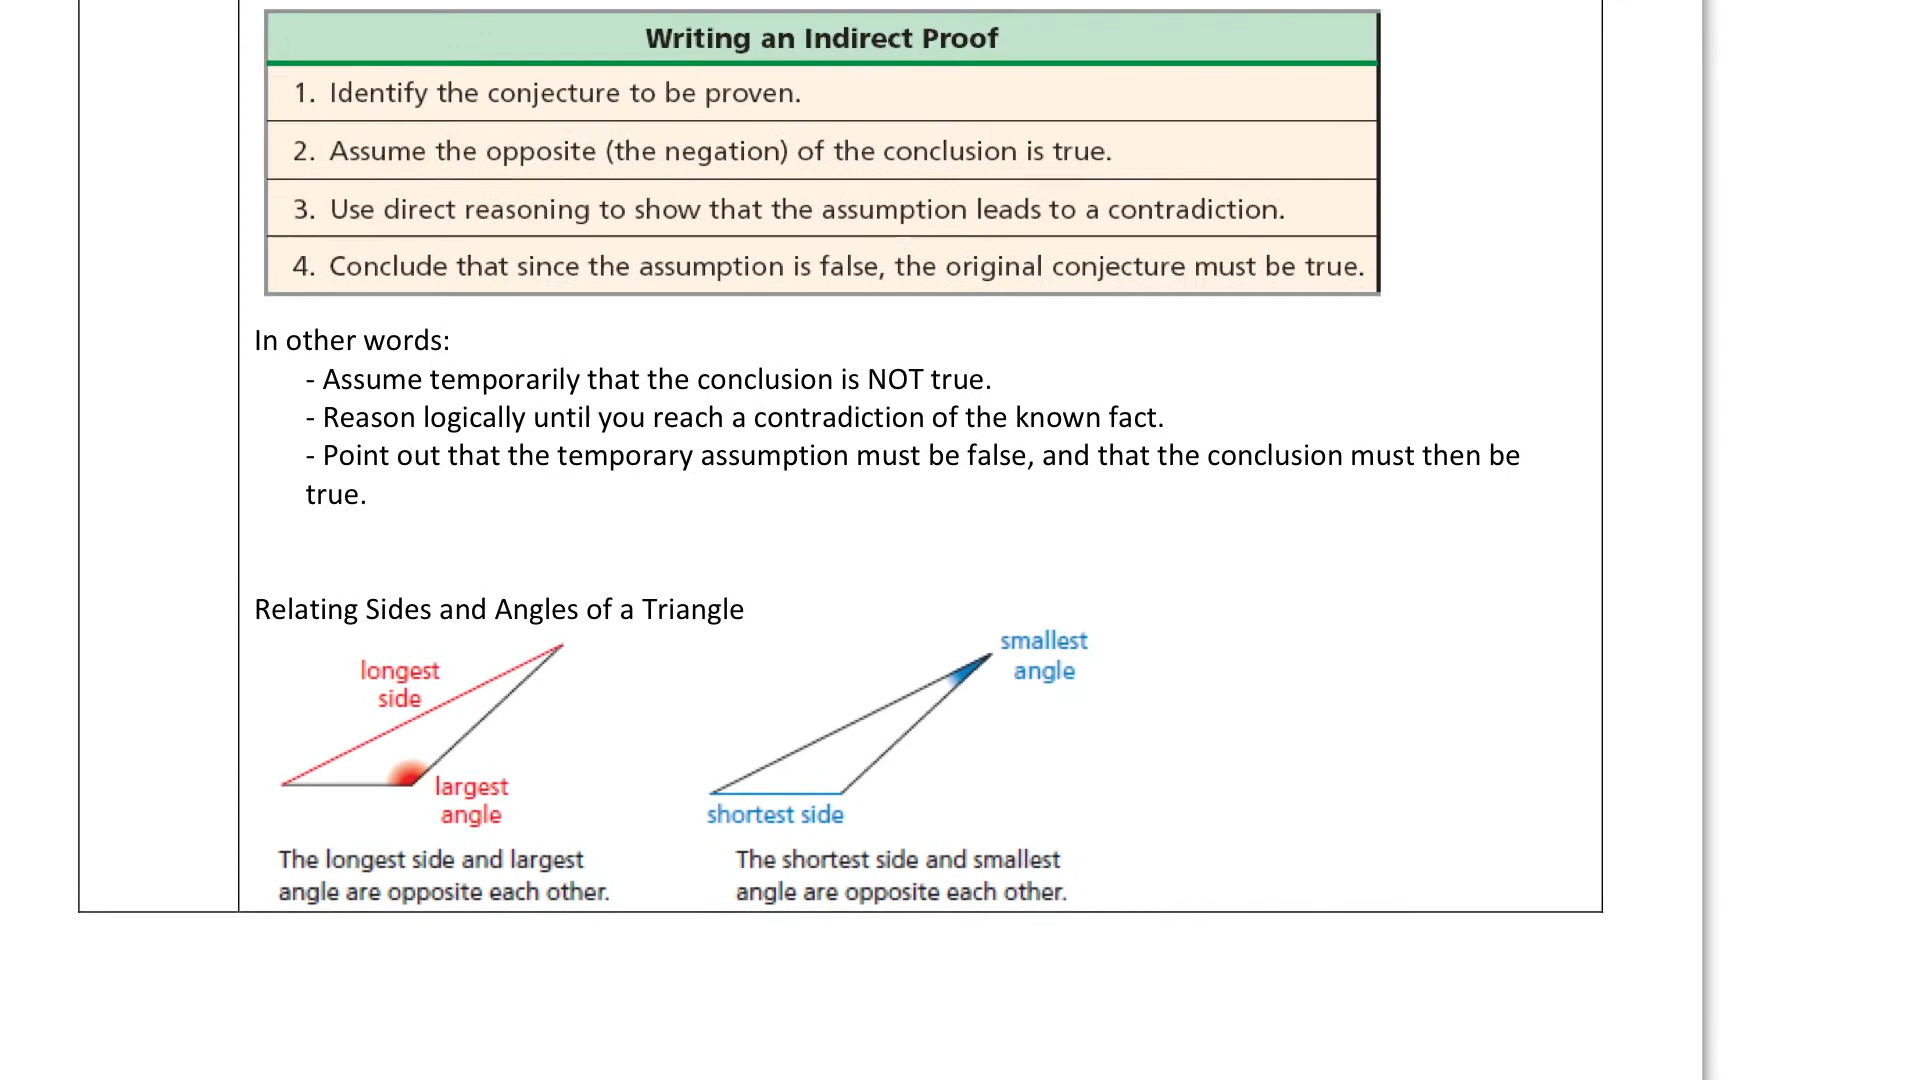 Writing an Indirect Proof
1. Identify the conjecture to be proven.
2. Assume the opposite (the negation) of the conclusion is true.
3. Use direct reasoning to show that the assumption leads to a contradiction.
4. Conclude that since the assumption is false, the original conjecture must be true.
In other words:
- Assume temporarily that the conclusion is NOT true.
- Reason logically until you reach a contradiction of the known fact.
- Point out that the temporary assumption must be false, and that the conclusion must then be
true.
Relating Sides and Angles of a Triangle
longest
side
largest
angle
The longest side and largest
angle are opposite each other.
smallest
angle
shortest side
The shortest side and smallest
angle are opposite each other.